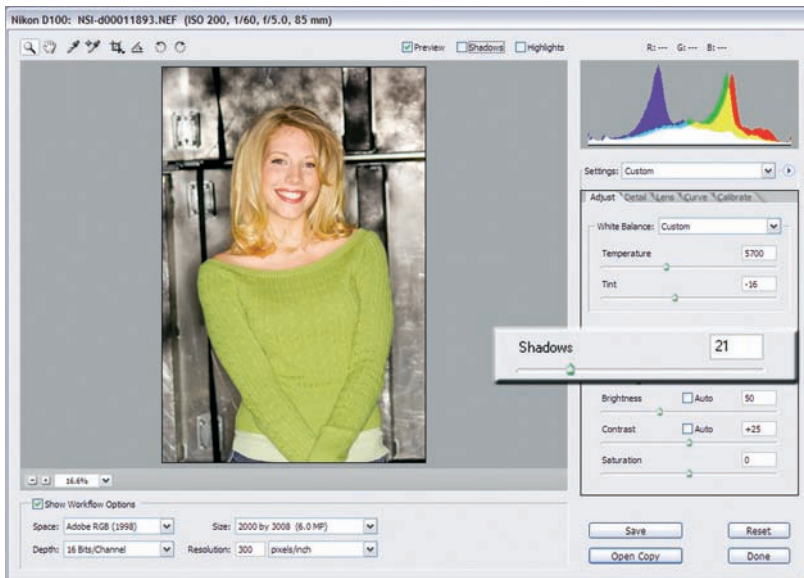 Nikon D100: NSI-d00011893.NEF (ISO 200, 1/60, f/5.0, 85 mm)
Preview Shadows Highlights
R: --- G: --- B: ---
Settings: Custom
Adjust Detail Lens Curve Calibrate
White Balance: Custom
Temperature 5700
Tint -16
Shadows 21
Brightness Auto 50
Contrast Auto +25
Saturation 0
16.6%
Show Workflow Options
Space: Adobe RGB (1998) Size: 2000 by 3008 (6.0 MP)
Depth: 16 Bits/Channel Resolution: 300 pixels/inch
Save Reset
Open Copy Done